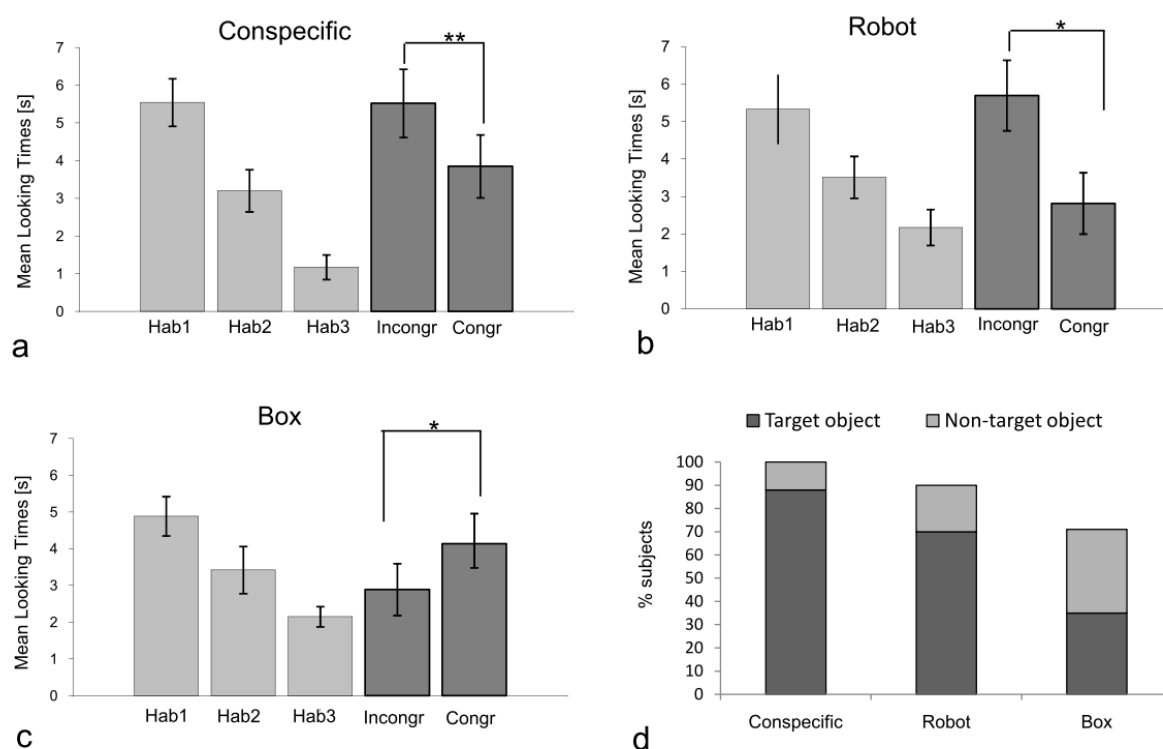 Conspecific
**
Mean Looking Times [s]
7
6
5
4
3
2
1
0
Hab1 Hab2 Hab3 Incongr Congr
a
Robot
*
Mean Looking Times [s]
7
6
5
4
3
2
1
0
Hab1 Hab2 Hab3 Incongr Congr
b
Box
*
Mean Looking Times [s]
7
6
5
4
3
2
1
0
Hab1 Hab2 Hab3 Incongr Congr
c
Target object Non-target object
% subjects
100
90
80
70
60
50
40
30
20
10
0
Conspecific Robot Box
d